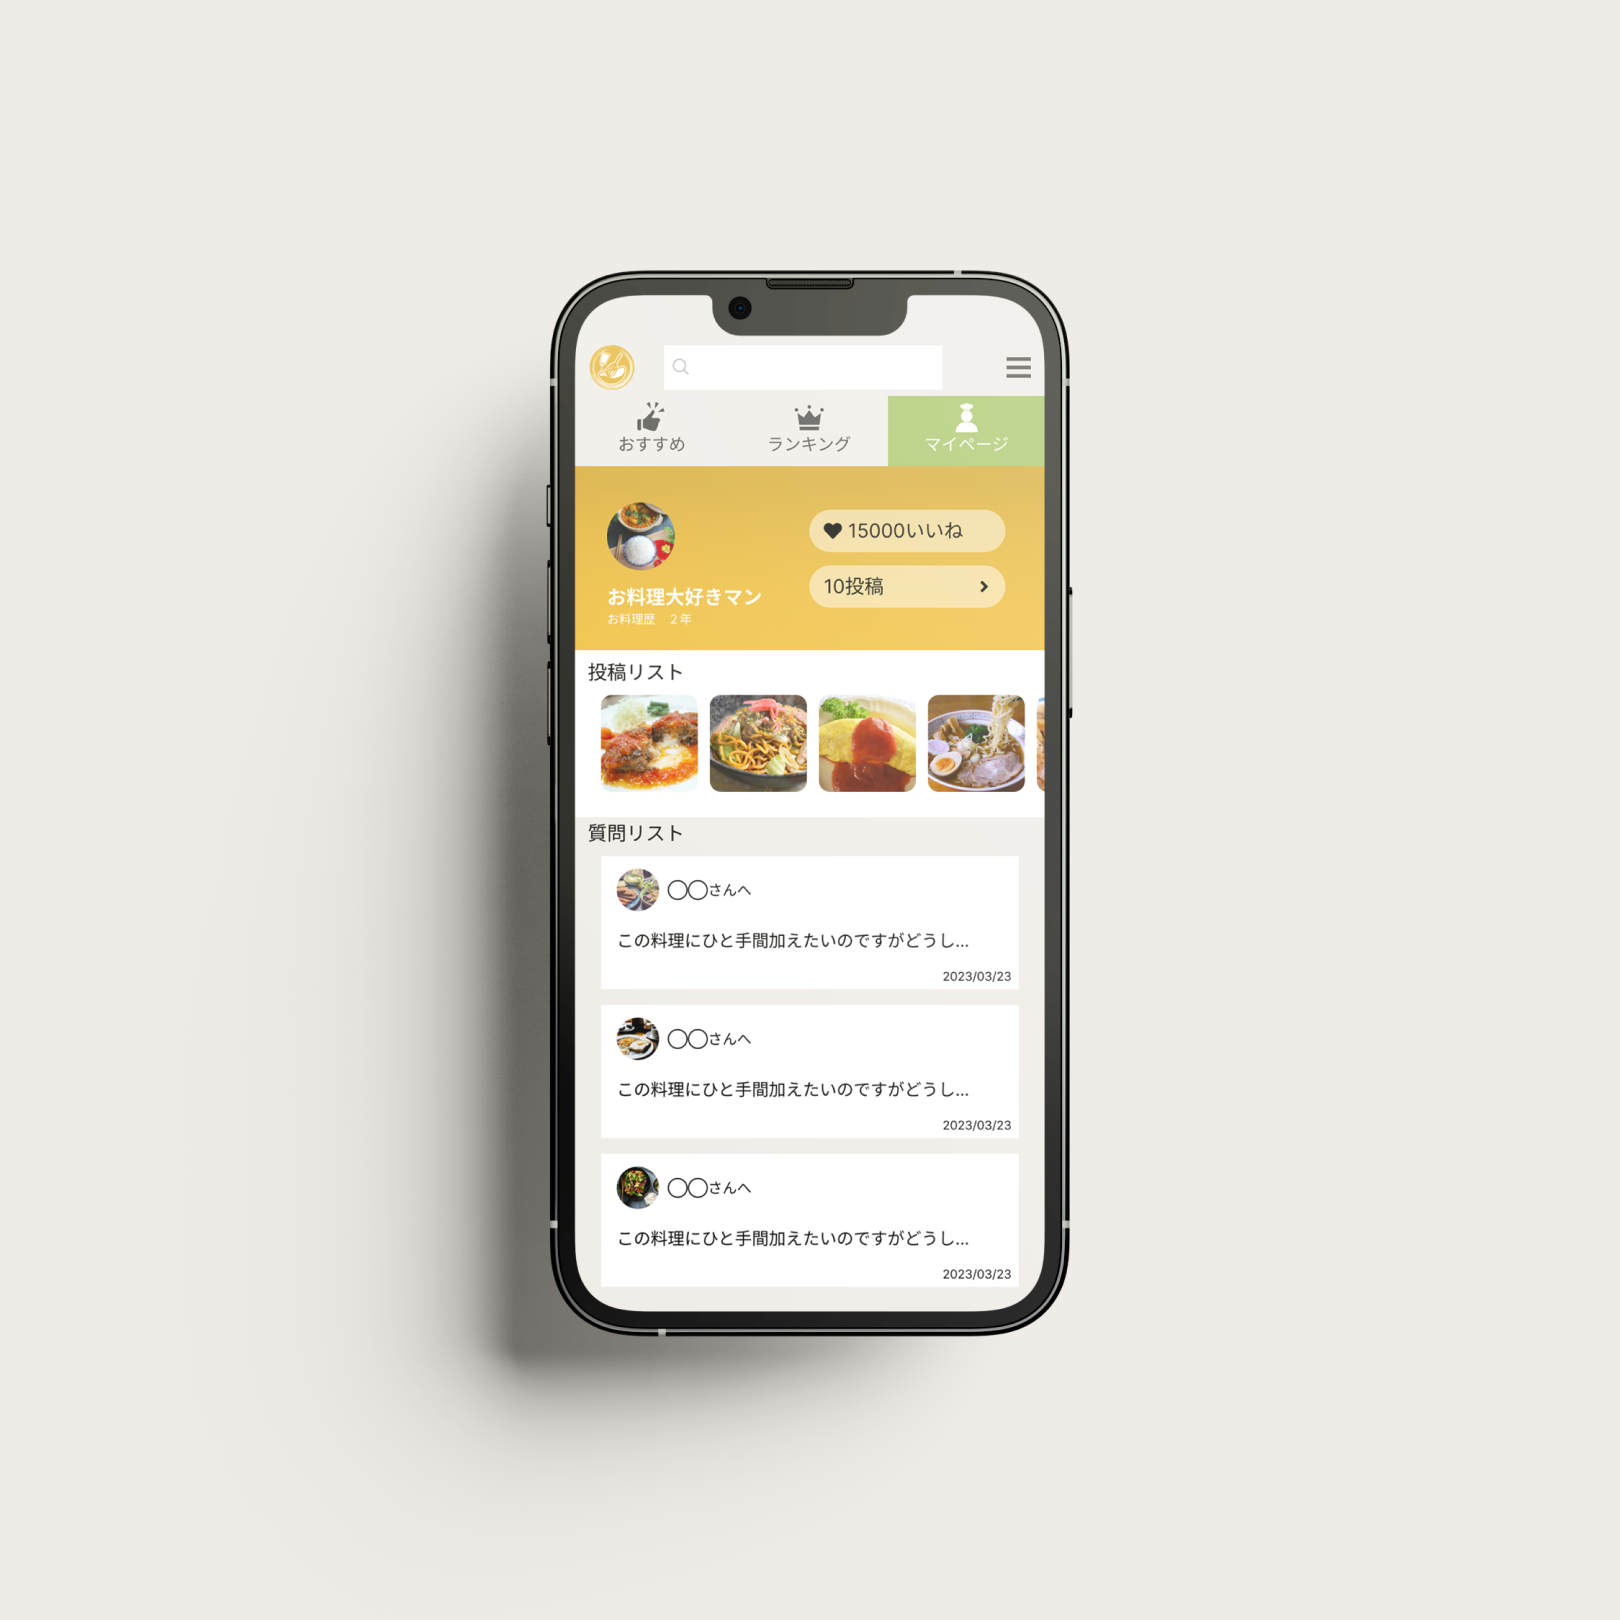 おすすめ
ランキング
マイページ
15000いいね
10投稿
お料理大好きマン
お料理歴　２年
投稿リスト
質問リスト
◯◯さんへ
この料理にひと手間加えたいのですがどうし...
2023/03/23
◯◯さんへ
この料理にひと手間加えたいのですがどうし...
2023/03/23
◯◯さんへ
この料理にひと手間加えたいのですがどうし...
2023/03/23